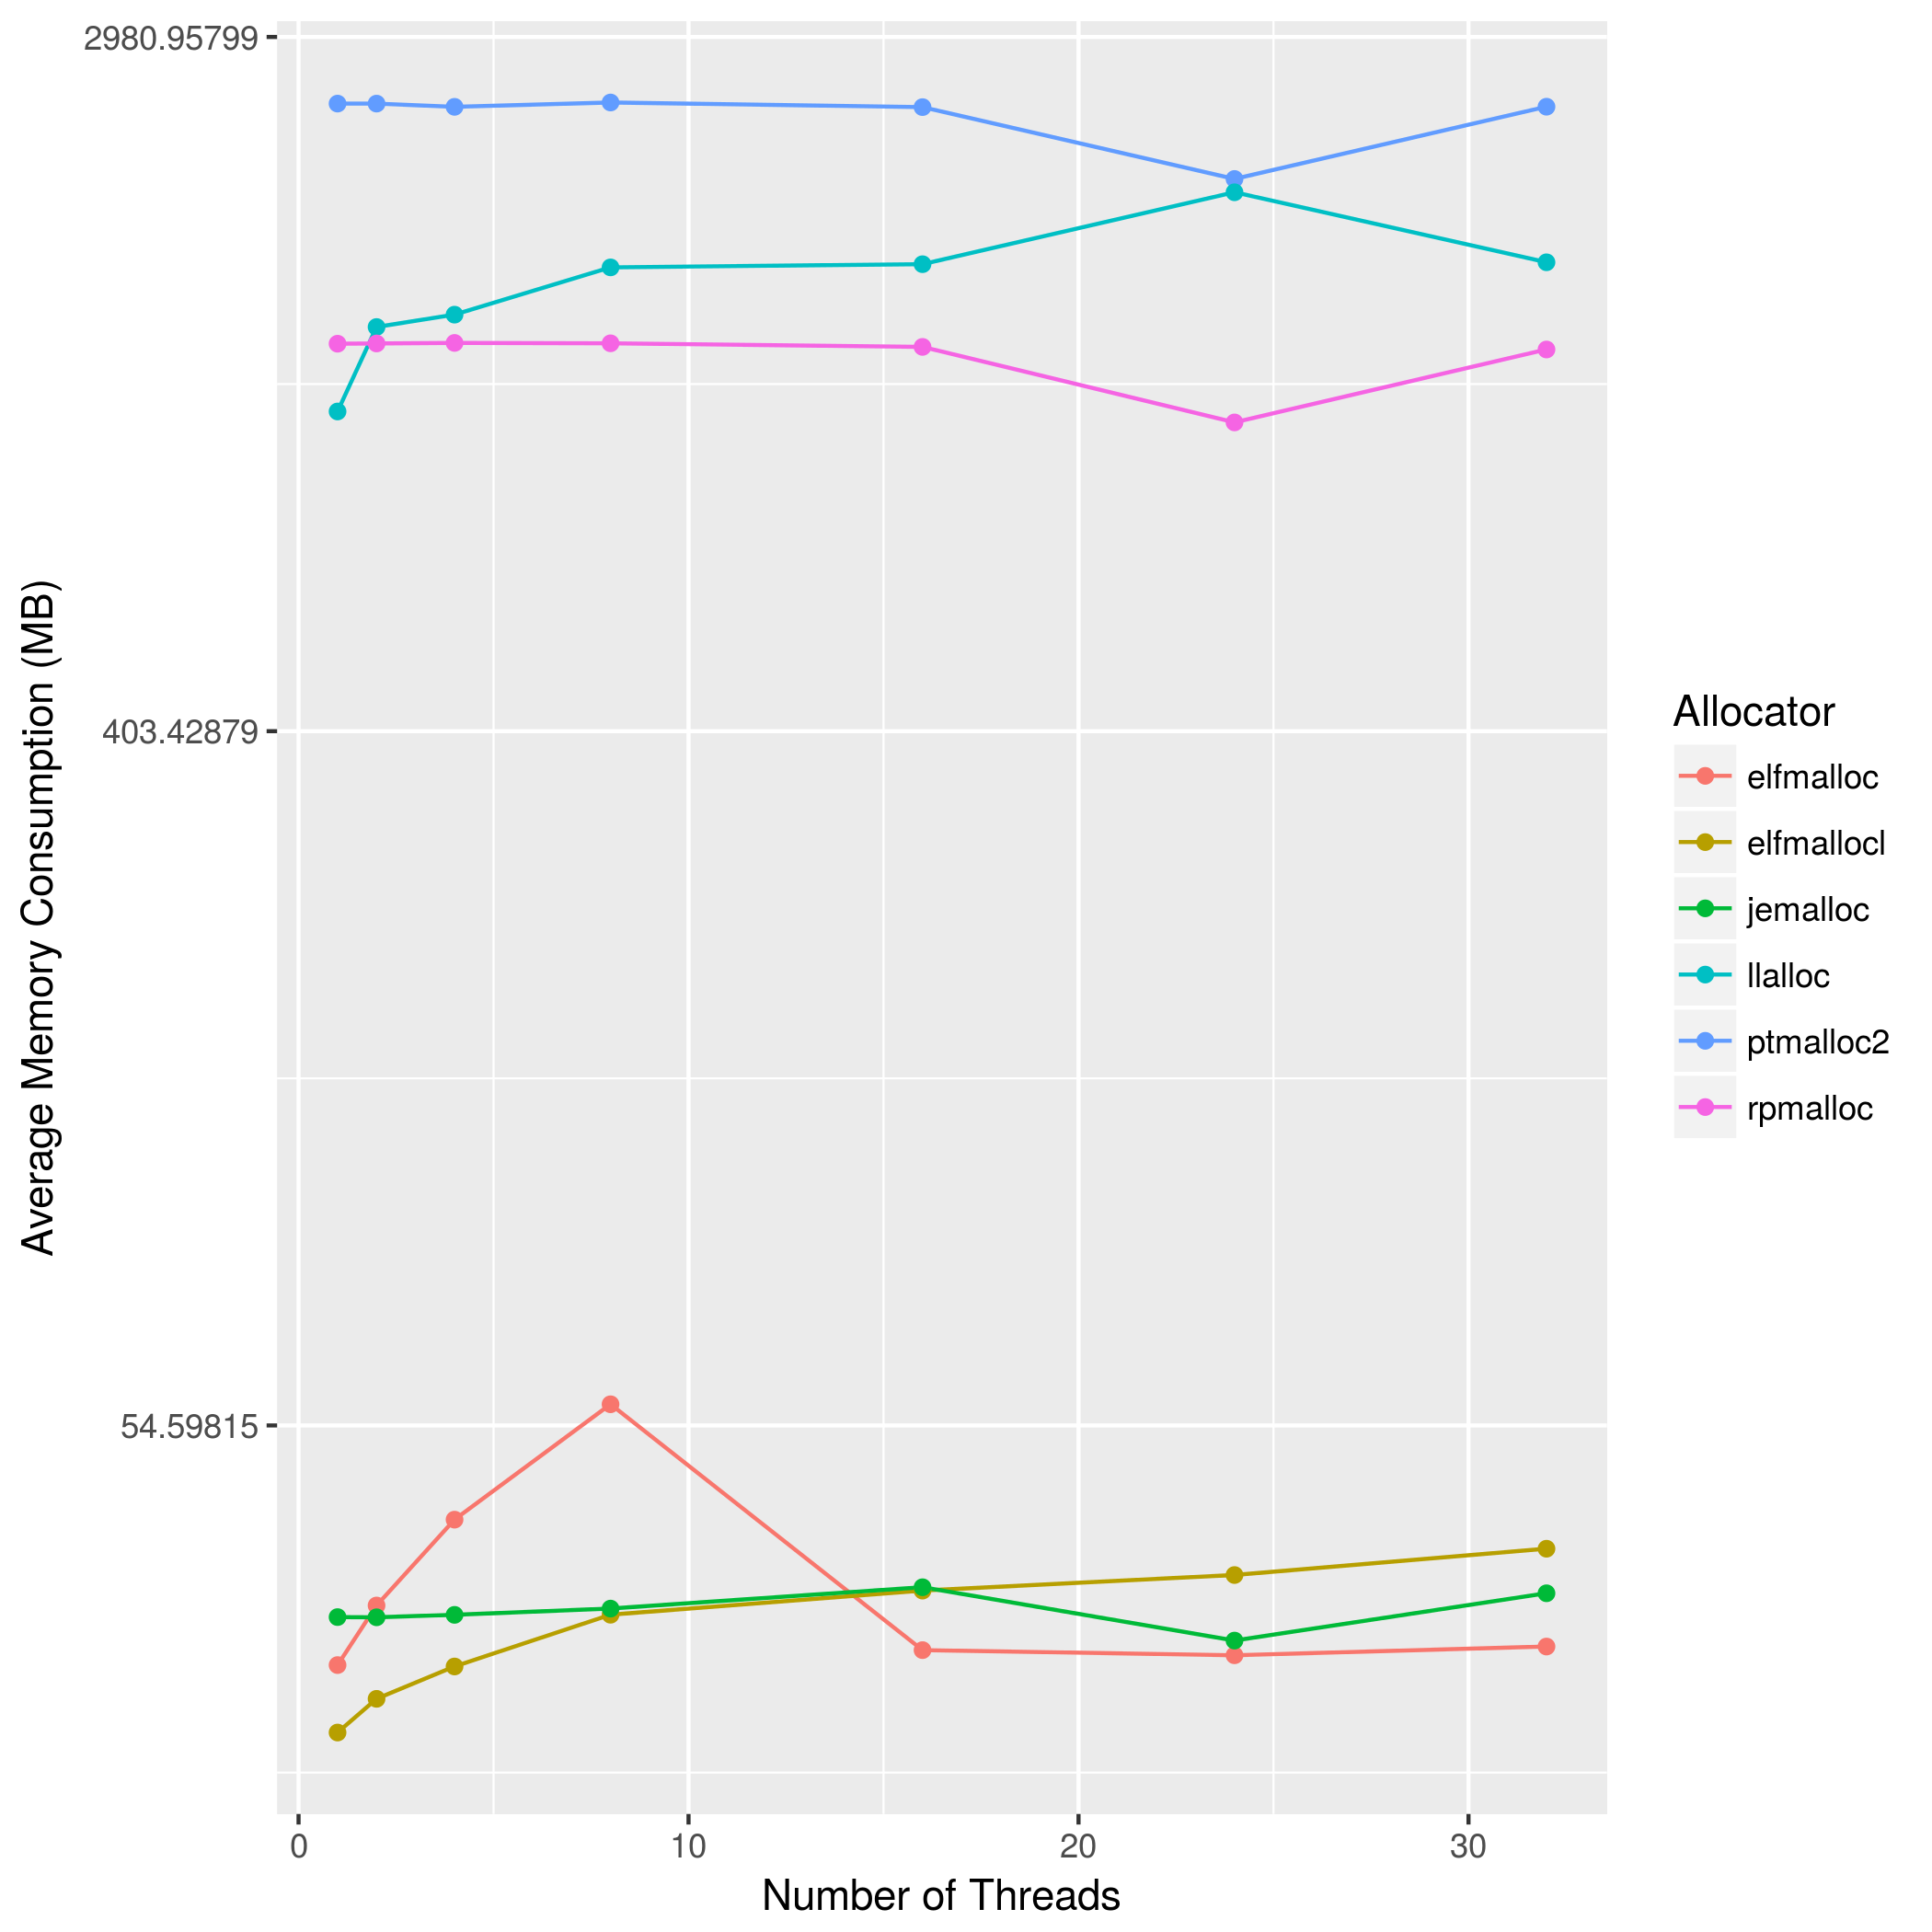 2980.95799
403.42879
54.59815
Average Memory Consumption (MB)
0
10
20
30
Number of Threads
Allocator
elfmalloc
elfmallocl
jemalloc
llalloc
ptmalloc2
rpmalloc